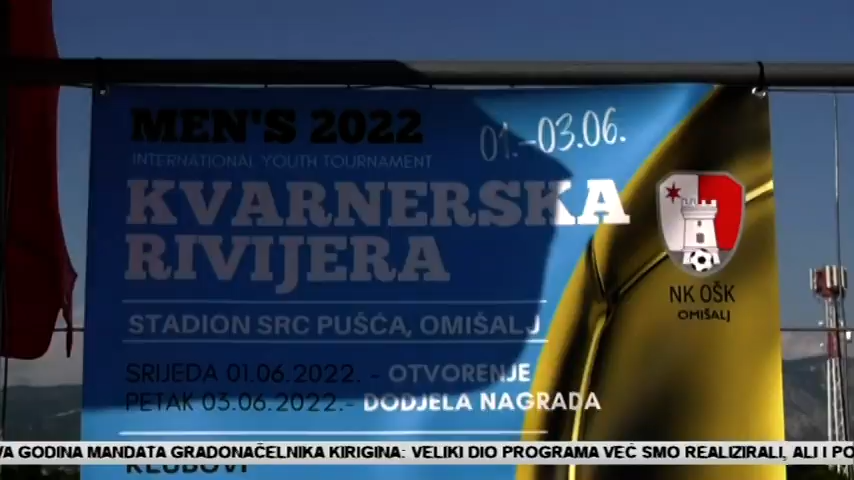 MEN'S 2022
01.-03.06.
INTERNATIONAL YOUTH TOURNAMENT
KVARNERSKA
RIVIJERA
NK OŠK
OMIŠALJ
STADION SRC PUŠĆA, OMIŠALJ
SRIJEDA 01.06.2022. - OTVORENJE
PETAK 03.06.2022.- DODJELA NAGRADA
KLUBOVI
VA GODINA MANDATA GRADONAČELNIKA KIRIGINA: VELIKI DIO PROGRAMA VEĆ SMO REALIZIRALI, ALI I PO